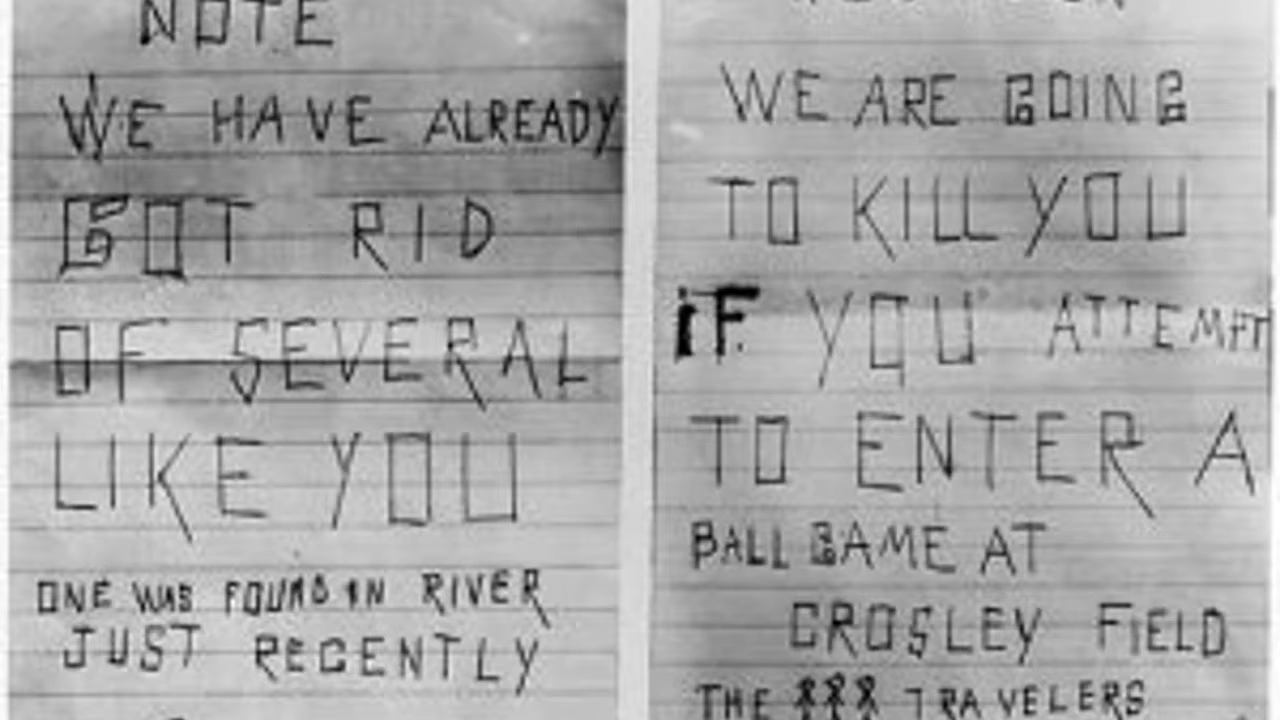 NOTE
WE HAVE ALREADY
GOT RID
OF SEVERAL
LIKE YOU
ONE WAS FOUND IN RIVER
JUST RECENTLY
WE ARE GOING
TO KILL YOU
iF. YOU ATTEMPT
TO ENTER A
BALL GAME AT
CROSLEY FiELD
THE TRAVELERS